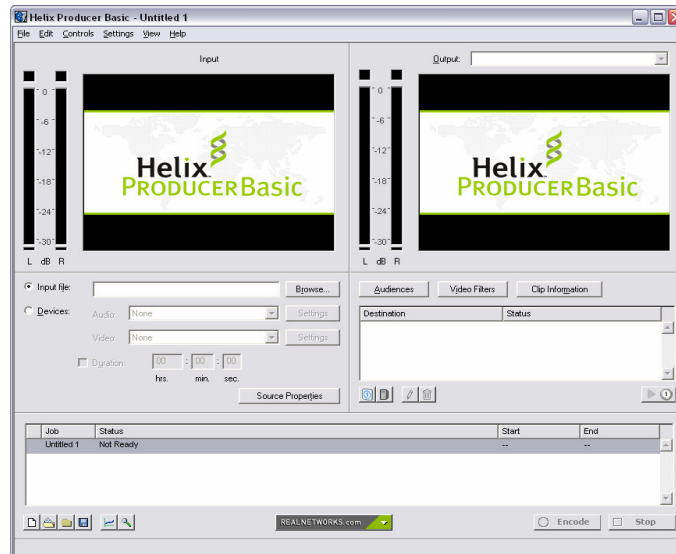 Helix Producer Basic - Untitled 1
File Edit Controls Settings View Help
Input
Output:
0
-6
-12
-18
-24
-30
L dB R
Helix
PRODUCER Basic
0
-6
-12
-18
-24
-30
L dB R
Helix
PRODUCER Basic
Input file:
Browse...
Devices:
Audio: None
Settings
Video: None
Settings
Duration: 00 : 00 : 00
hrs. min. sec.
Source Properties
Audiences
Video Filters
Clip Information
Destination Status
Job Status Start End
Untitled 1 Not Ready -- --
REALNETWORKS.com
Encode
Stop